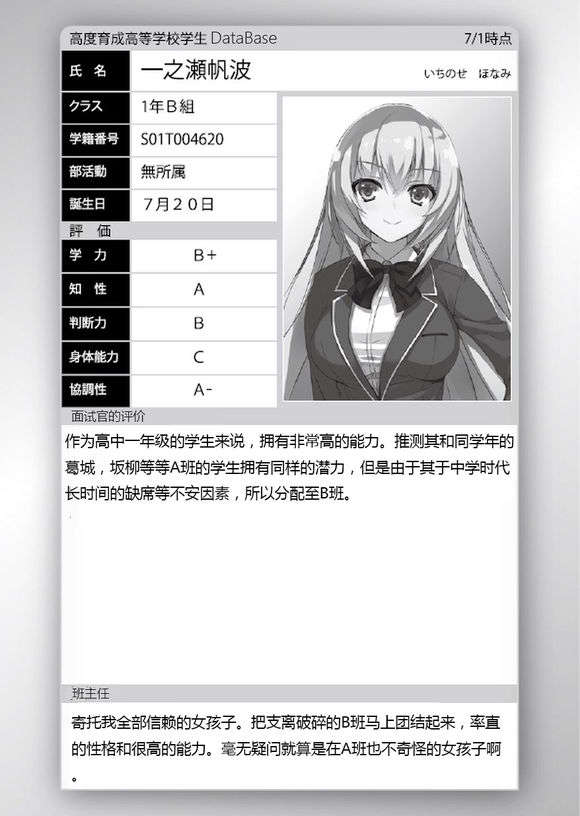 高度育成高等学校学生 DataBase 7/1時点
氏 名 一之瀬帆波 いちのせ ほなみ
クラス 1年B組
学籍番号 S01T004620
部活動 無所属
誕生日 7月20日
評 価
学 力 B+
知 性 A
判断力 B
身体能力 C
協調性 A-
面试官的评价
作为高中一年级的学生来说，拥有非常高的能力。推测其和同学年的
葛城，坂柳等等A班的学生拥有同样的潜力，但是由于其于中学时代
长时间的缺席等不安因素，所以分配至B班。
班主任
寄托我全部信赖的女孩子。把支离破碎的B班马上团结起来，率直
的性格和很高的能力。毫无疑问就算是在A班也不奇怪的女孩子啊
。